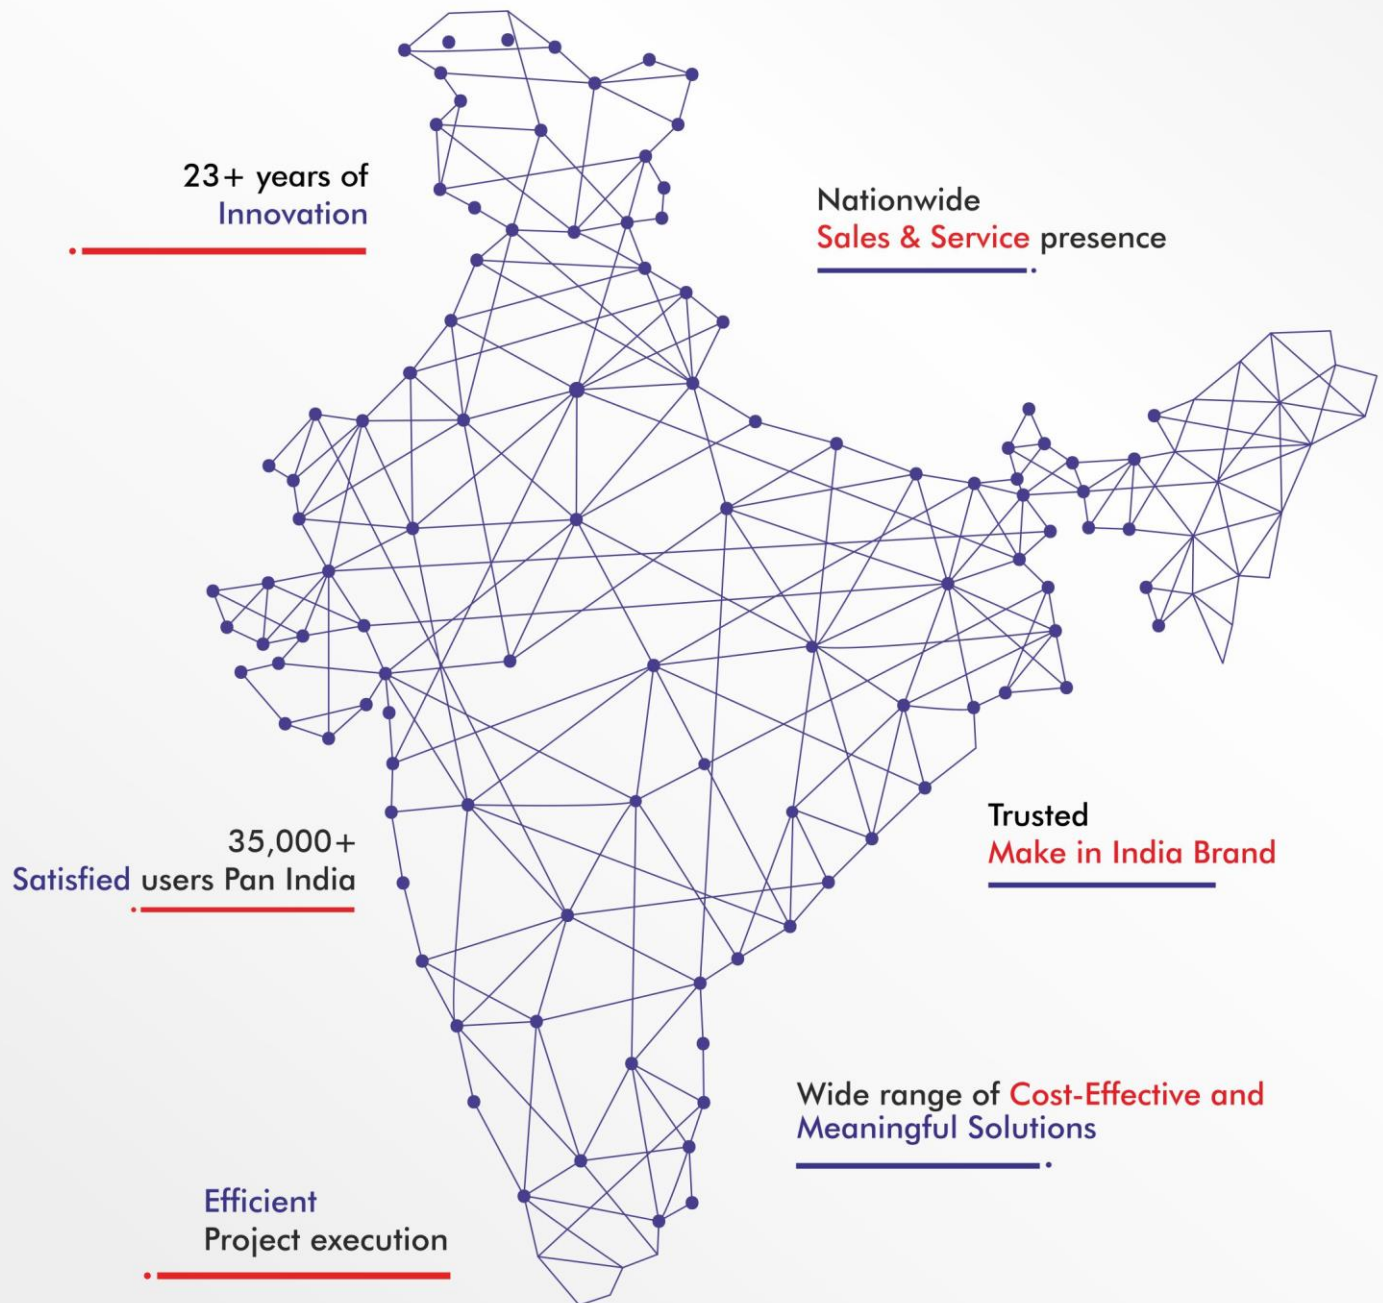 23+ years of
Innovation
Nationwide
Sales & Service presence
35,000+
Satisfied users Pan India
Trusted
Make in India Brand
Wide range of Cost-Effective and
Meaningful Solutions
Efficient
Project execution